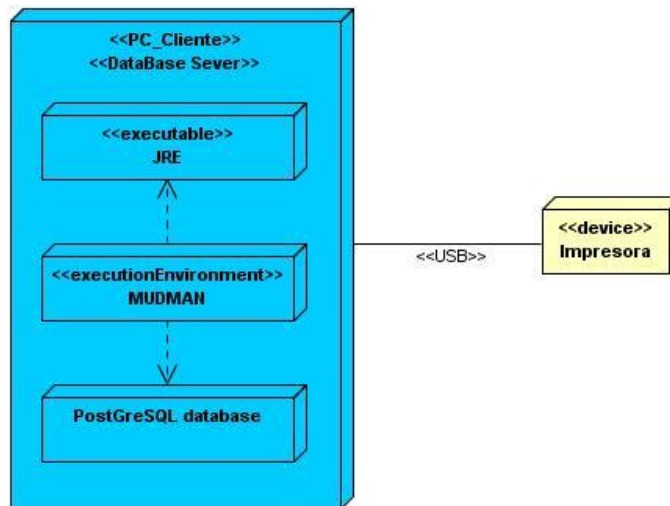 <<PC_Cliente>>
<<DataBase Sever>>
<<executable>>
JRE
<<executionEnvironment>>
MUDMAN
PostGreSQL database
<<USB>>
<<device>>
Impresora